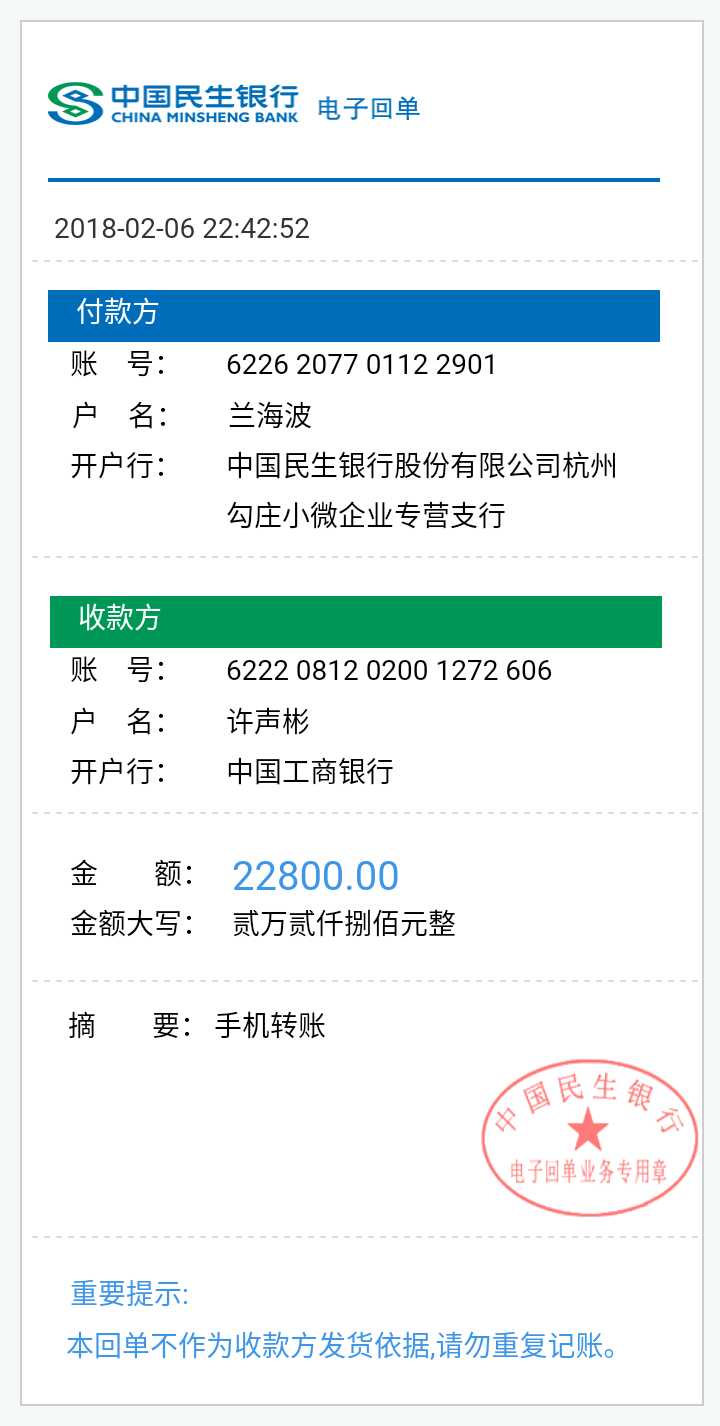 中国民生银行 电子回单
CHINA MINSHENG BANK
2018-02-06 22:42:52
付款方
账 号： 6226 2077 0112 2901
户 名： 兰海波
开户行： 中国民生银行股份有限公司杭州
勾庄小微企业专营支行
收款方
账 号： 6222 0812 0200 1272 606
户 名： 许声彬
开户行： 中国工商银行
金 额： 22800.00
金额大写： 贰万贰仟捌佰元整
摘 要： 手机转账
中国民生银行
电子回单业务专用章
重要提示:
本回单不作为收款方发货依据,请勿重复记账。